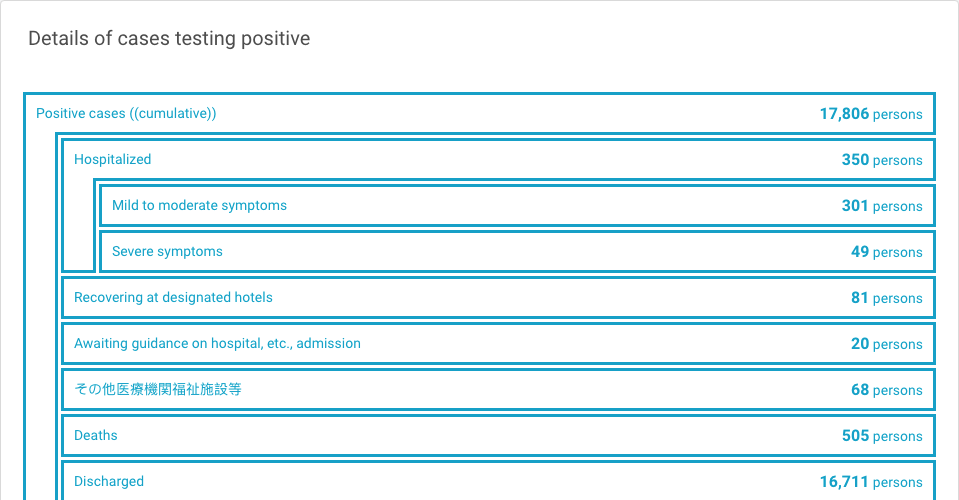 Details of cases testing positive
Positive cases ((cumulative)) 17,806 persons
Hospitalized 350 persons
Mild to moderate symptoms 301 persons
Severe symptoms 49 persons
Recovering at designated hotels 81 persons
Awaiting guidance on hospital, etc., admission 20 persons
その他医療機関福祉施設等 68 persons
Deaths 505 persons
Discharged 16,711 persons